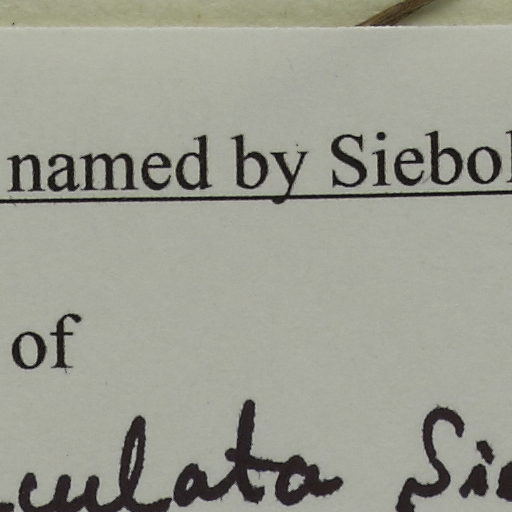 named by Siebol
of
culata Sie